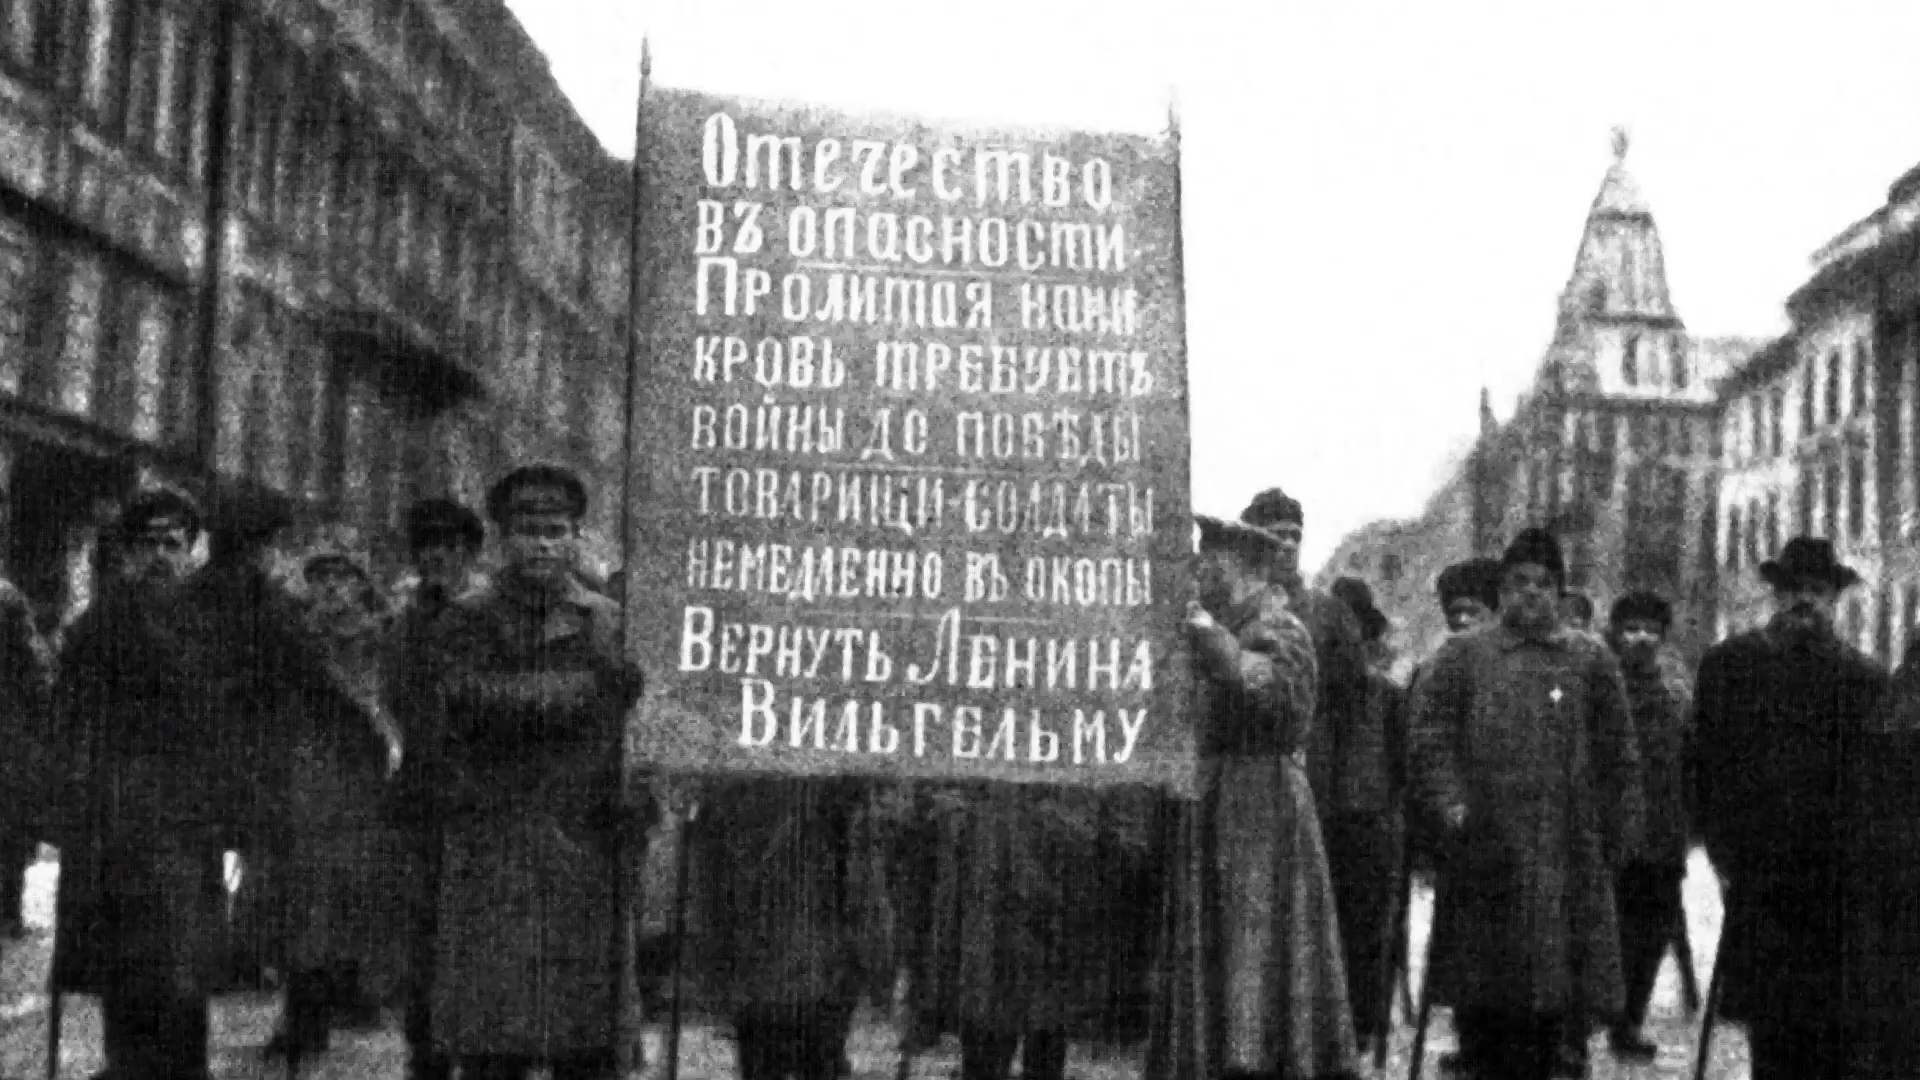 Отечество
въ опасности.
Пролитая нами
кровь требуетъ
войны до побѣды
товарищи-солдаты
немедленно въ окопы
Вернуть Ленина
Вильгельму